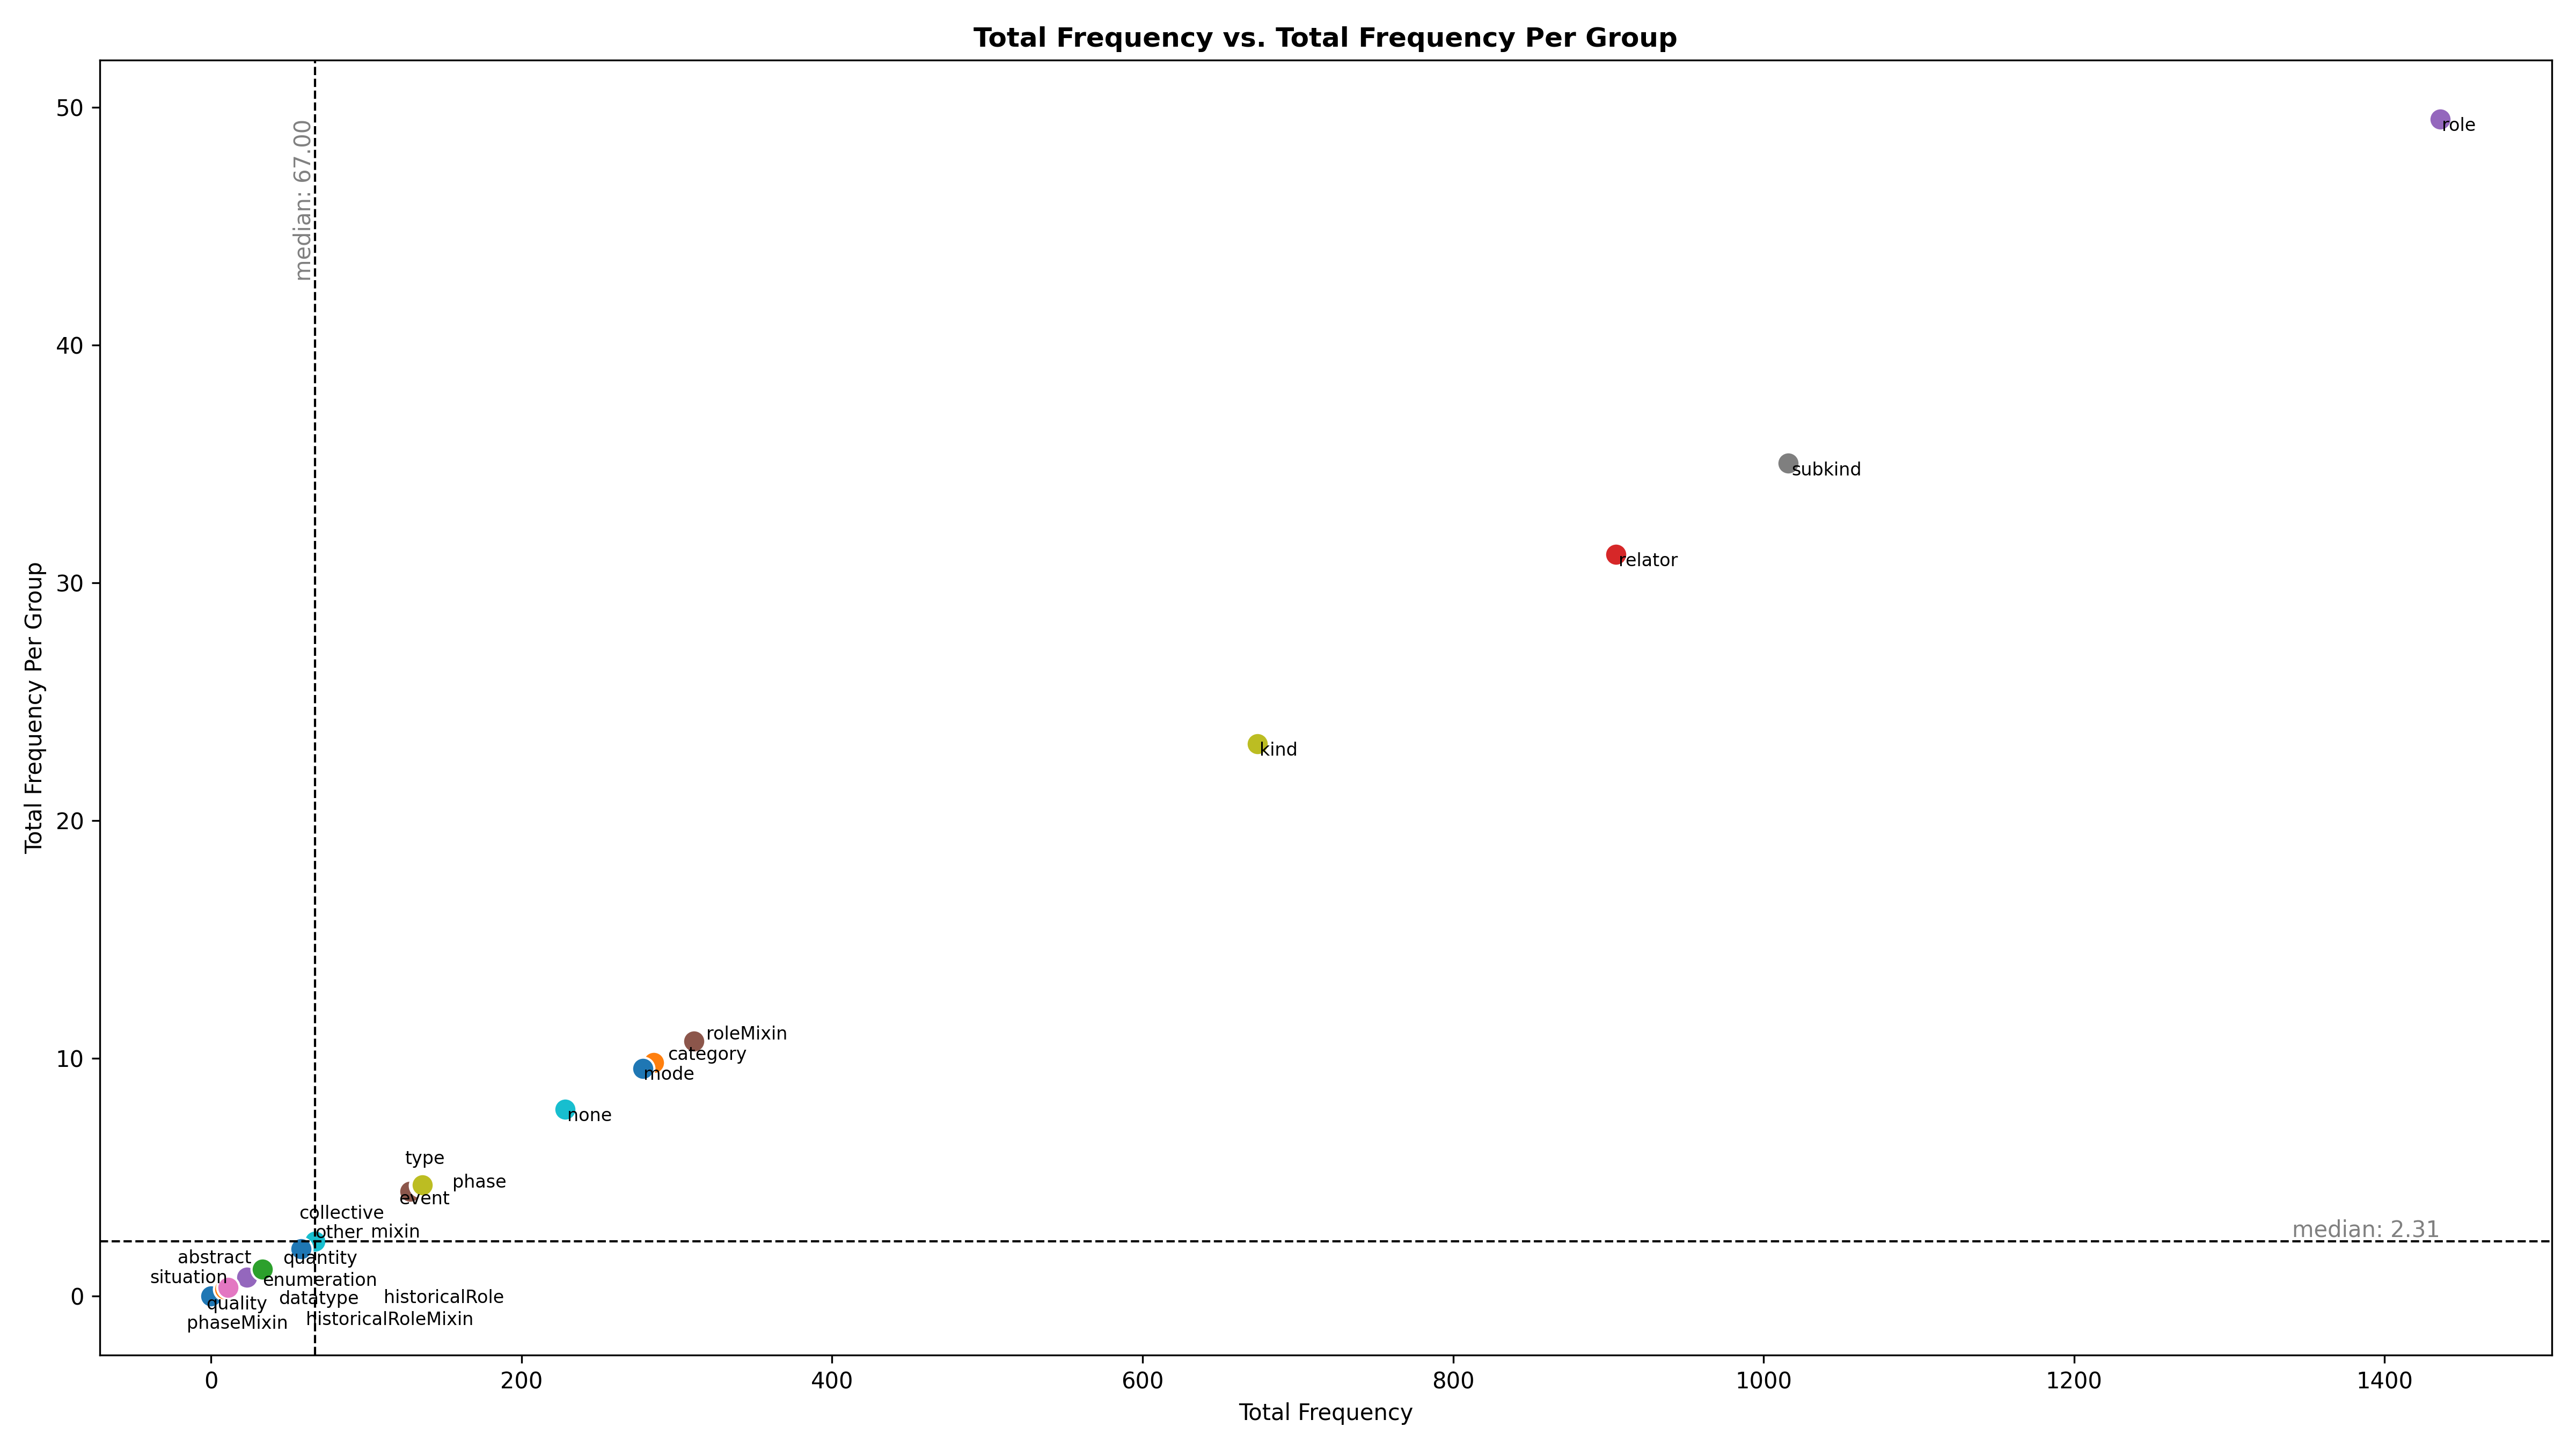 Total Frequency vs. Total Frequency Per Group
Total Frequency Per Group
50
40
30
20
10
0
median: 67.00
role
subkind
relator
kind
roleMixin
category
mode
none
type
phase
event
collective
other mixin
median: 2.31
abstract
quantity
situation
enumeration
quality
datatype
historicalRole
phaseMixin
historicalRoleMixin
0
200
400
600
800
1000
1200
1400
Total Frequency